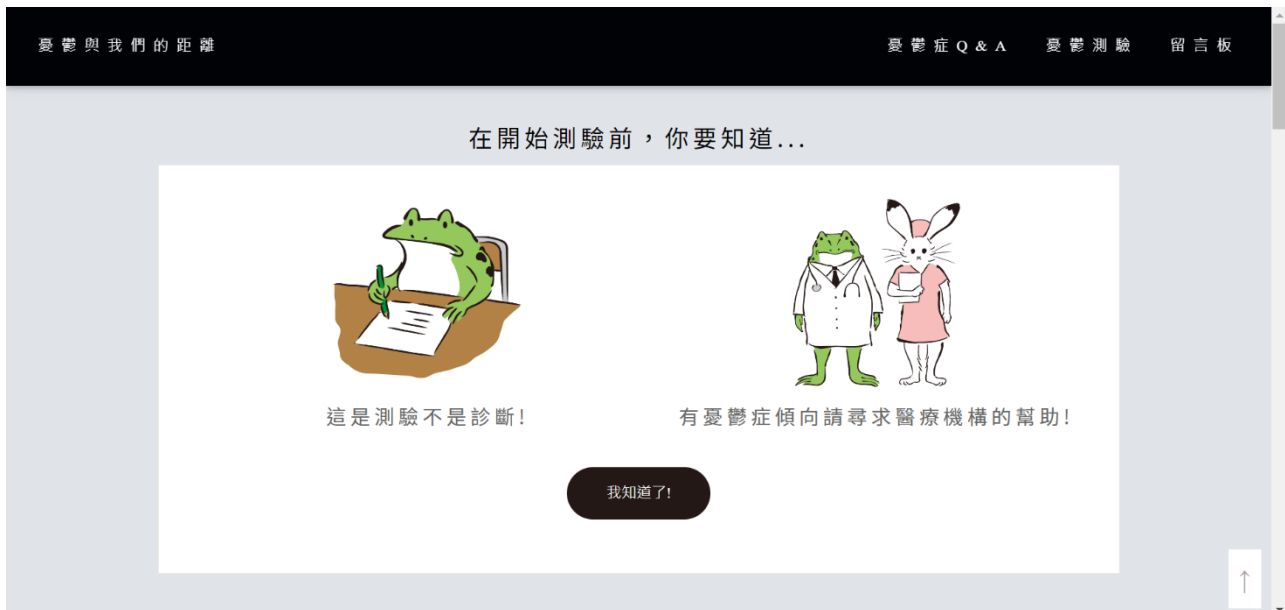 憂鬱與我們的距離
憂鬱症Q&A 憂鬱測驗 留言板
在開始測驗前，你要知道...
這是測驗不是診斷!
有憂鬱症傾向請尋求醫療機構的幫助!
我知道了!
↑